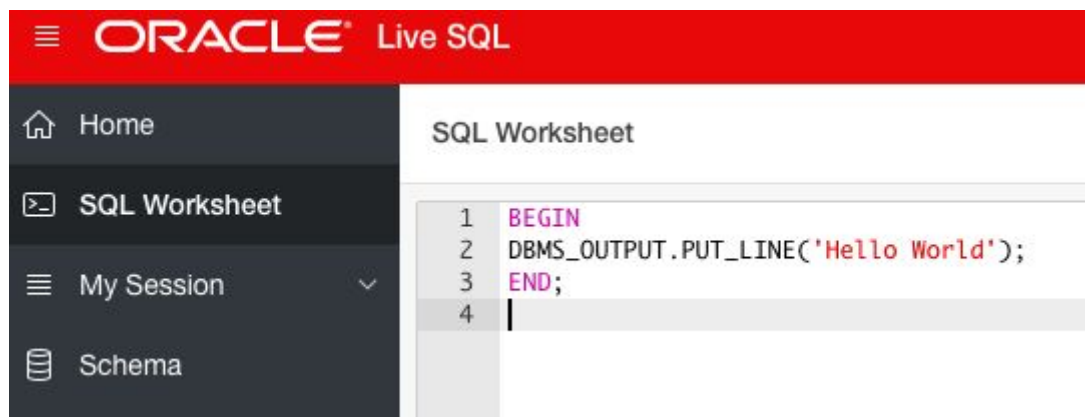 ORACLE Live SQL
Home
SQL Worksheet
My Session
Schema
SQL Worksheet
1 BEGIN
2 DBMS_OUTPUT.PUT_LINE('Hello World');
3 END;
4